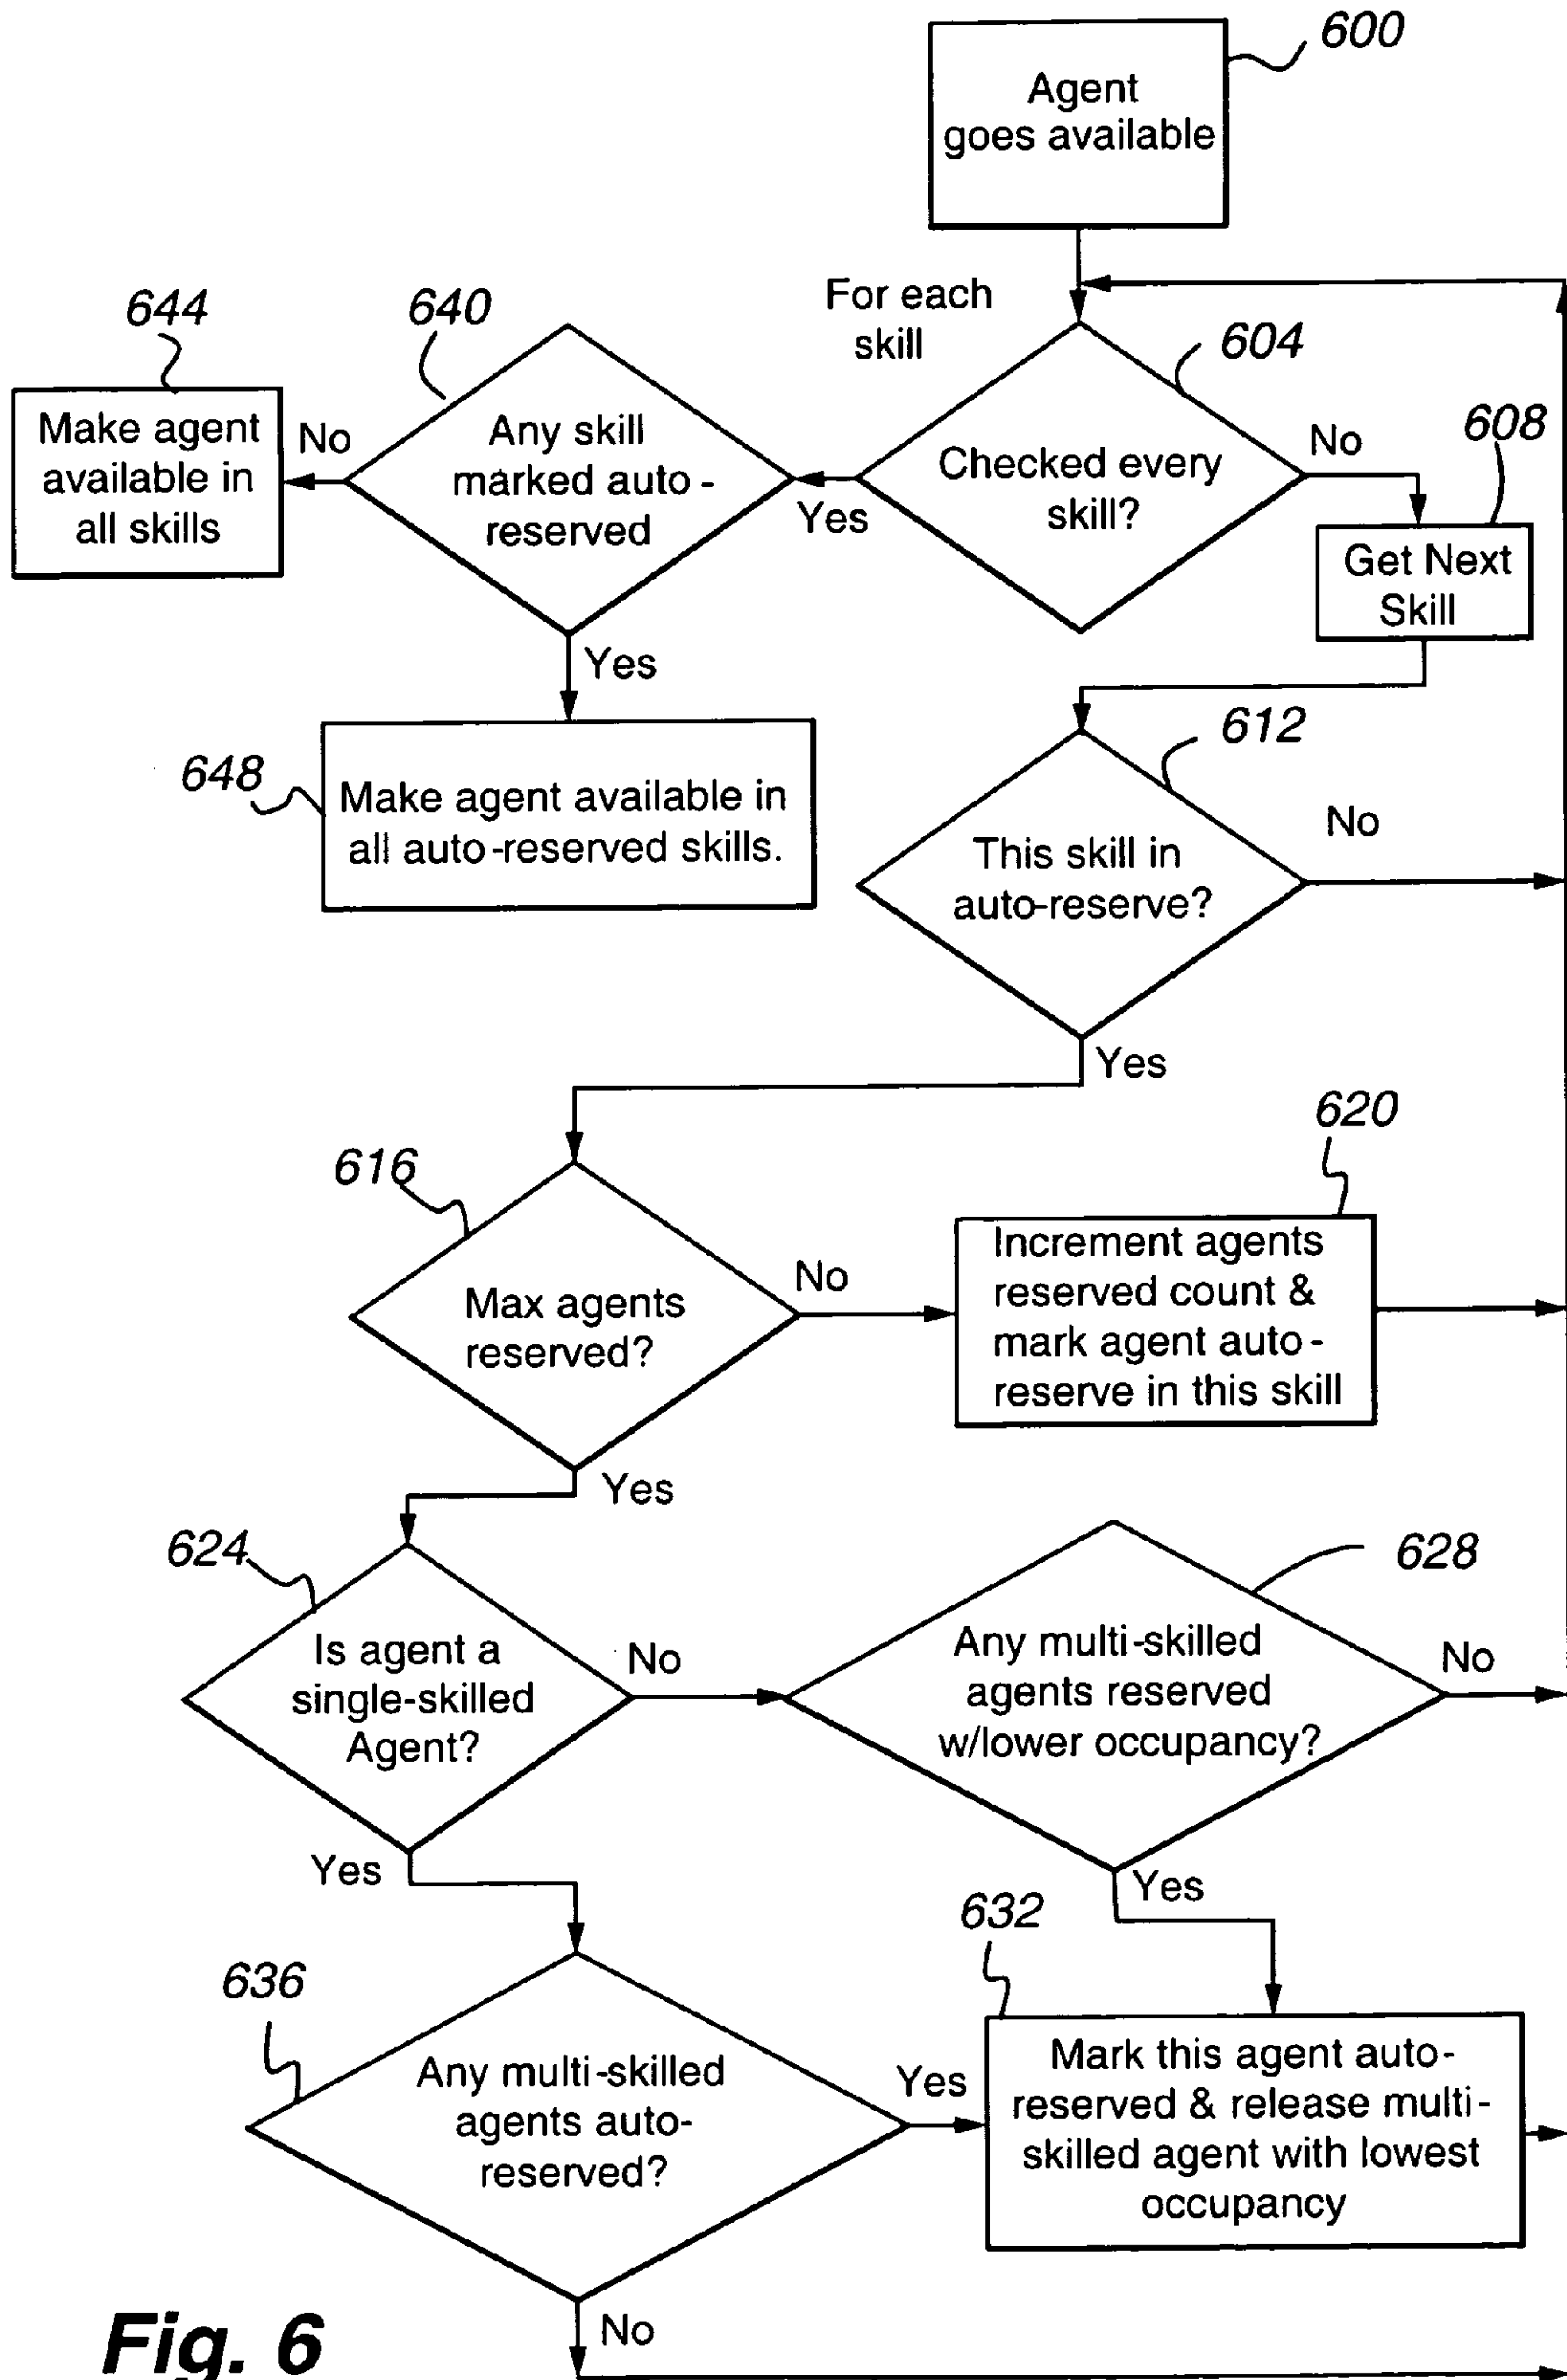 600
Agent
goes available
For each
skill
644
640
604
608
Make agent
available in
all skills
No
Any skill
marked auto-
reserved
Yes
Checked every
skill?
No
Get Next
Skill
Yes
648
Make agent available in
all auto-reserved skills.
612
This skill in
auto-reserve?
No
Yes
616
Max agents
reserved?
No
620
Increment agents
reserved count &
mark agent auto-
reserve in this skill
Yes
624
Is agent a
single-skilled
Agent?
No
628
Any multi-skilled
agents reserved
w/lower occupancy?
No
Yes
Yes
632
636
Any multi-skilled
agents auto-
reserved?
Yes
Mark this agent auto-
reserved & release multi-
skilled agent with lowest
occupancy
No
Fig. 6